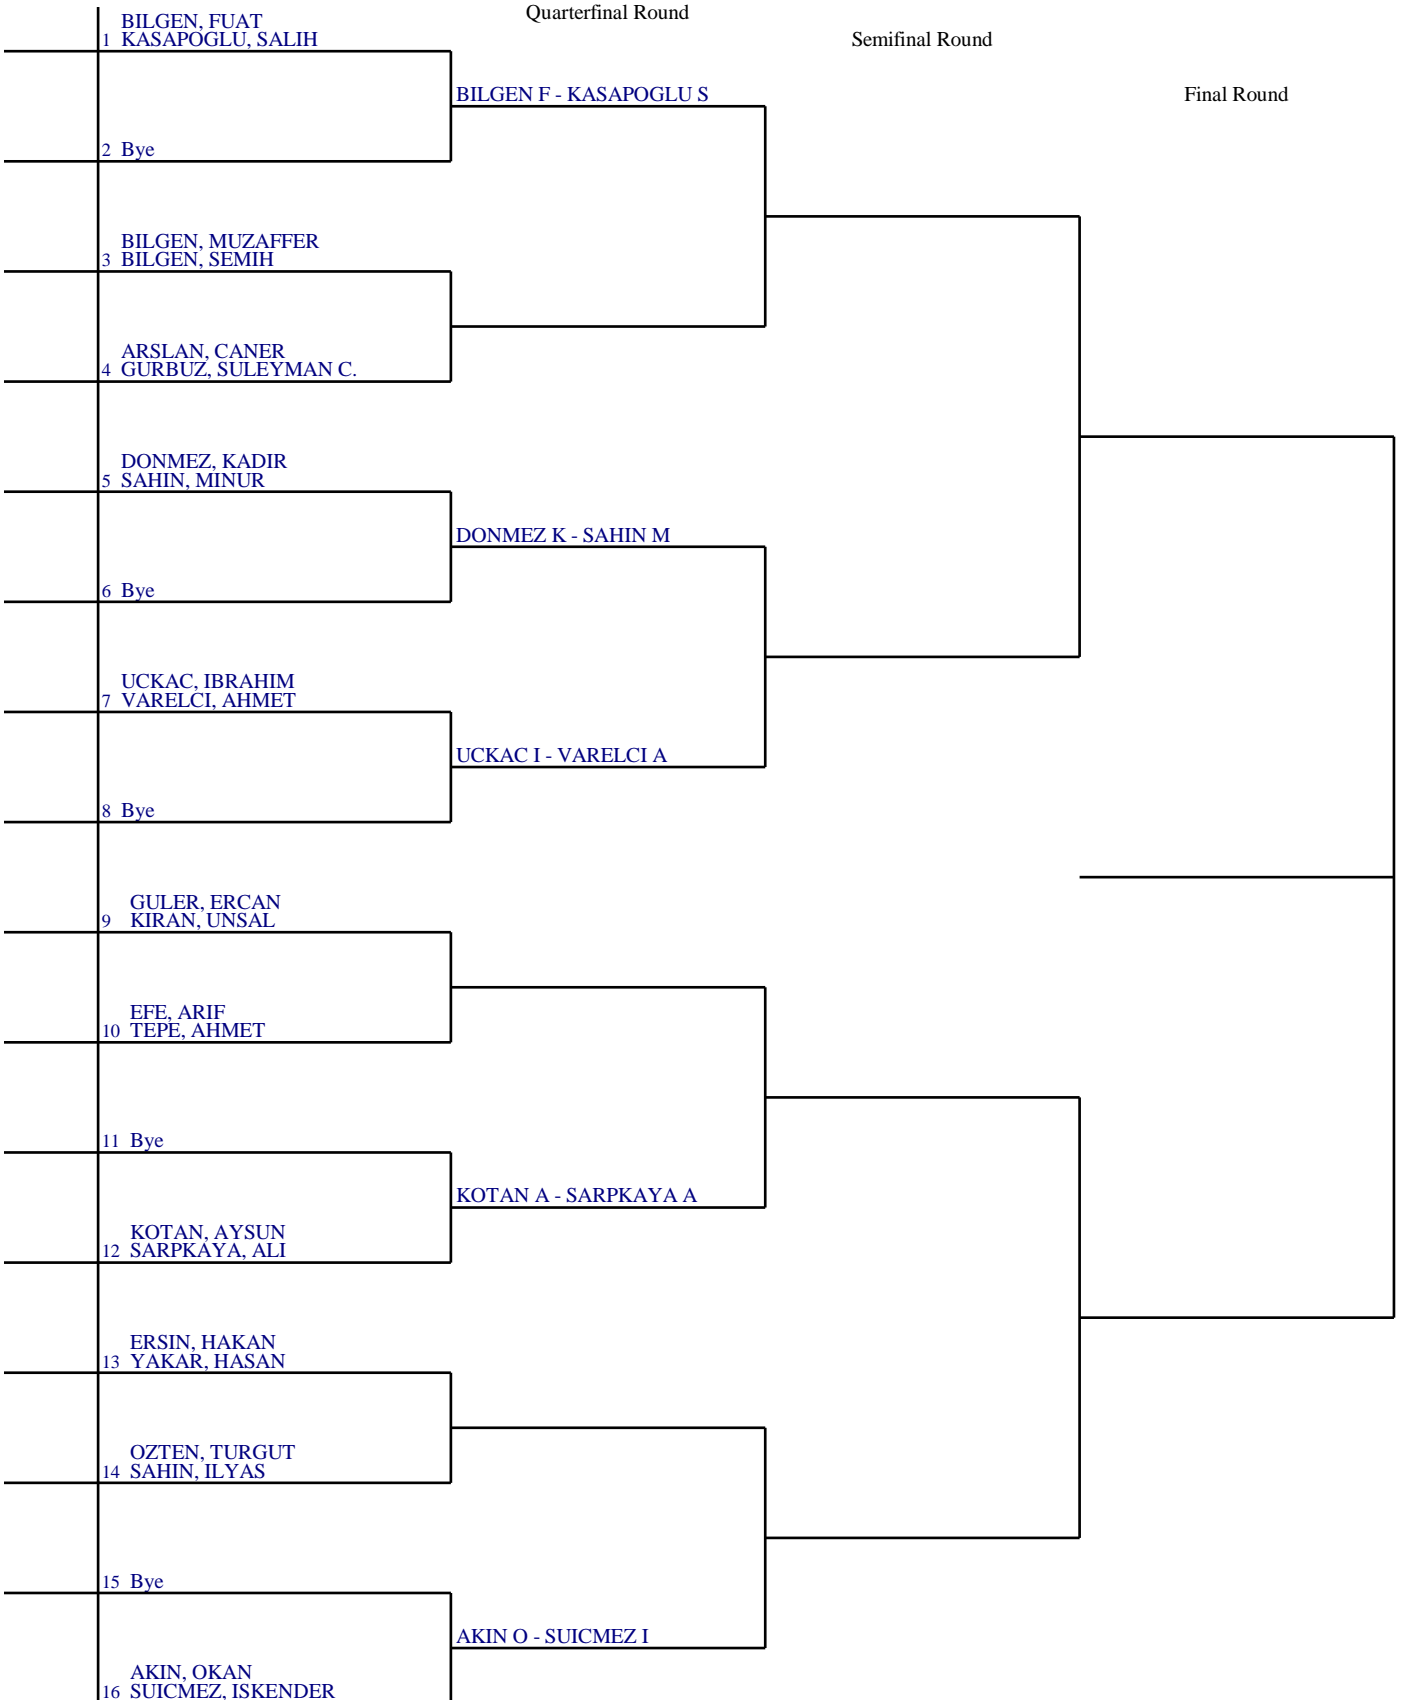 Quarterfinal Round
Semifinal Round
Final Round
BILGEN, FUAT
1 KASAPOGLU, SALIH
BILGEN F - KASAPOGLU S
2 Bye
BILGEN, MUZAFFER
3 BILGEN, SEMIH
ARSLAN, CANER
4 GURBUZ, SULEYMAN C.
DONMEZ, KADIR
5 SAHIN, MINUR
DONMEZ K - SAHIN M
6 Bye
UCKAC, IBRAHIM
7 VARELCI, AHMET
UCKAC I - VARELCI A
8 Bye
GULER, ERCAN
9 KIRAN, UNSAL
EFE, ARIF
10 TEPE, AHMET
11 Bye
KOTAN A - SARPKAYA A
KOTAN, AYSUN
12 SARPKAYA, ALI
ERSIN, HAKAN
13 YAKAR, HASAN
OZTEN, TURGUT
14 SAHIN, ILYAS
15 Bye
AKIN O - SUICMEZ I
AKIN, OKAN
16 SUICMEZ, ISKENDER